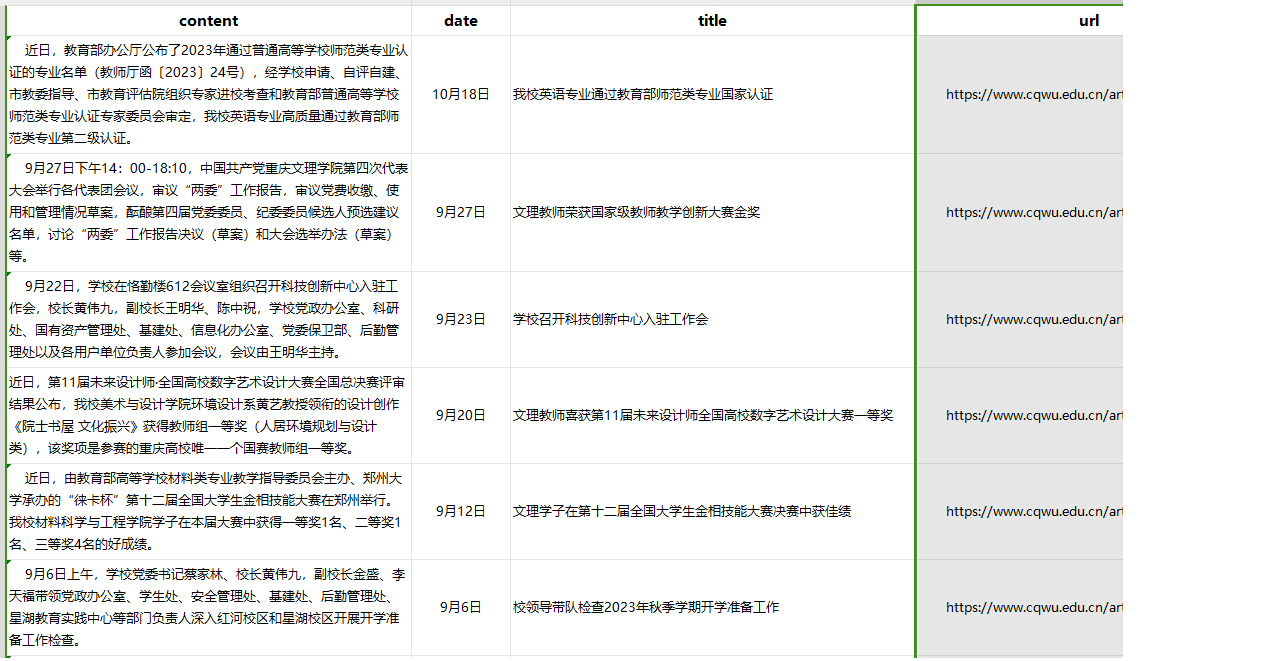 content date title url
近日，教育部办公厅公布了2023年通过普通高等学校师范类专业认
证的专业名单（教师厅函〔2023〕24号），经学校申请、自评自建、
市教委指导、市教育评估院组织专家进校考查和教育部普通高等学校
师范类专业认证专家委员会审定，我校英语专业高质量通过教育部师
范类专业第二级认证。
10月18日
我校英语专业通过教育部师范类专业国家认证
https://www.cqwu.edu.cn/art
9月27日下午14：00-18:10，中国共产党重庆文理学院第四次代表
大会举行各代表团会议，审议“两委”工作报告，审议党费收缴、使
用和管理情况草案，酝酿第四届党委委员、纪委委员候选人预选建议
名单，讨论“两委”工作报告决议（草案）和大会选举办法（草案）
等。
9月27日
文理教师荣获国家级教师教学创新大赛金奖
https://www.cqwu.edu.cn/art
9月22日，学校在恪勤楼612会议室组织召开科技创新中心入驻工
作会，校长黄伟九，副校长王明华、陈中祝，学校党政办公室、科研
处、国有资产管理处、基建处、信息化办公室、党委保卫部、后勤管
理处以及各用户单位负责人参加会议，会议由王明华主持。
9月23日
学校召开科技创新中心入驻工作会
https://www.cqwu.edu.cn/art
近日，第11届未来设计师·全国高校数字艺术设计大赛全国总决赛评审
结果公布，我校美术与设计学院环境设计系黄艺教授领衔的设计创作
《院士书屋 文化振兴》获得教师组一等奖（人居环境规划与设计
类），该奖项是参赛的重庆高校唯一一个国赛教师组一等奖。
9月20日
文理教师喜获第11届未来设计师全国高校数字艺术设计大赛一等奖
https://www.cqwu.edu.cn/art
近日，由教育部高等学校材料类专业教学指导委员会主办、郑州大
学承办的“徕卡杯”第十二届全国大学生金相技能大赛在郑州举行。
我校材料科学与工程学院学子在本届大赛中获得一等奖1名、二等奖1
名、三等奖4名的好成绩。
9月12日
文理学子在第十二届全国大学生金相技能大赛决赛中获佳绩
https://www.cqwu.edu.cn/art
9月6日上午，学校党委书记蔡家林、校长黄伟九，副校长金盛、李
天福带领党政办公室、学生处、安全管理处、基建处、后勤管理处、
星湖教育实践中心等部门负责人深入红河校区和星湖校区开展开学准
备工作检查。
9月6日
校领导带队检查2023年秋季学期开学准备工作
https://www.cqwu.edu.cn/art